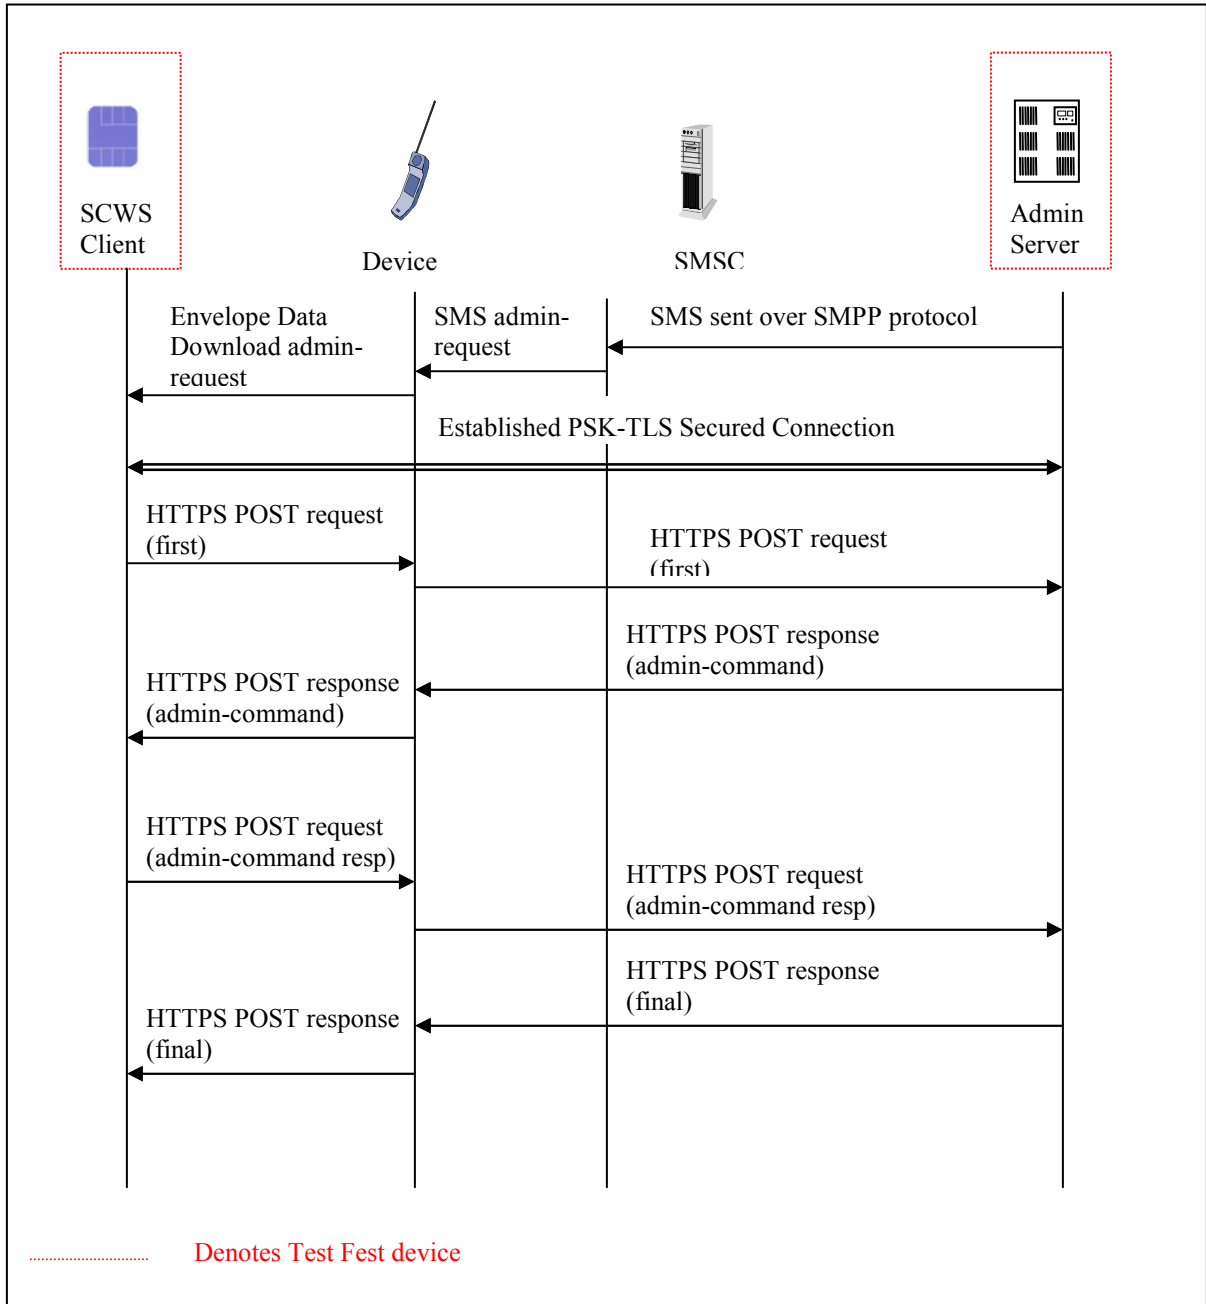 SCWS
Client
Device
SMSC
Admin
Server
Envelope Data
Download admin-
request
SMS admin-
request
SMS sent over SMPP protocol
Established PSK-TLS Secured Connection
HTTPS POST request
(first)
HTTPS POST request
(first)
HTTPS POST response
(admin-command)
HTTPS POST response
(admin-command)
HTTPS POST request
(admin-command resp)
HTTPS POST request
(admin-command resp)
HTTPS POST response
(final)
HTTPS POST response
(final)
Denotes Test Fest device